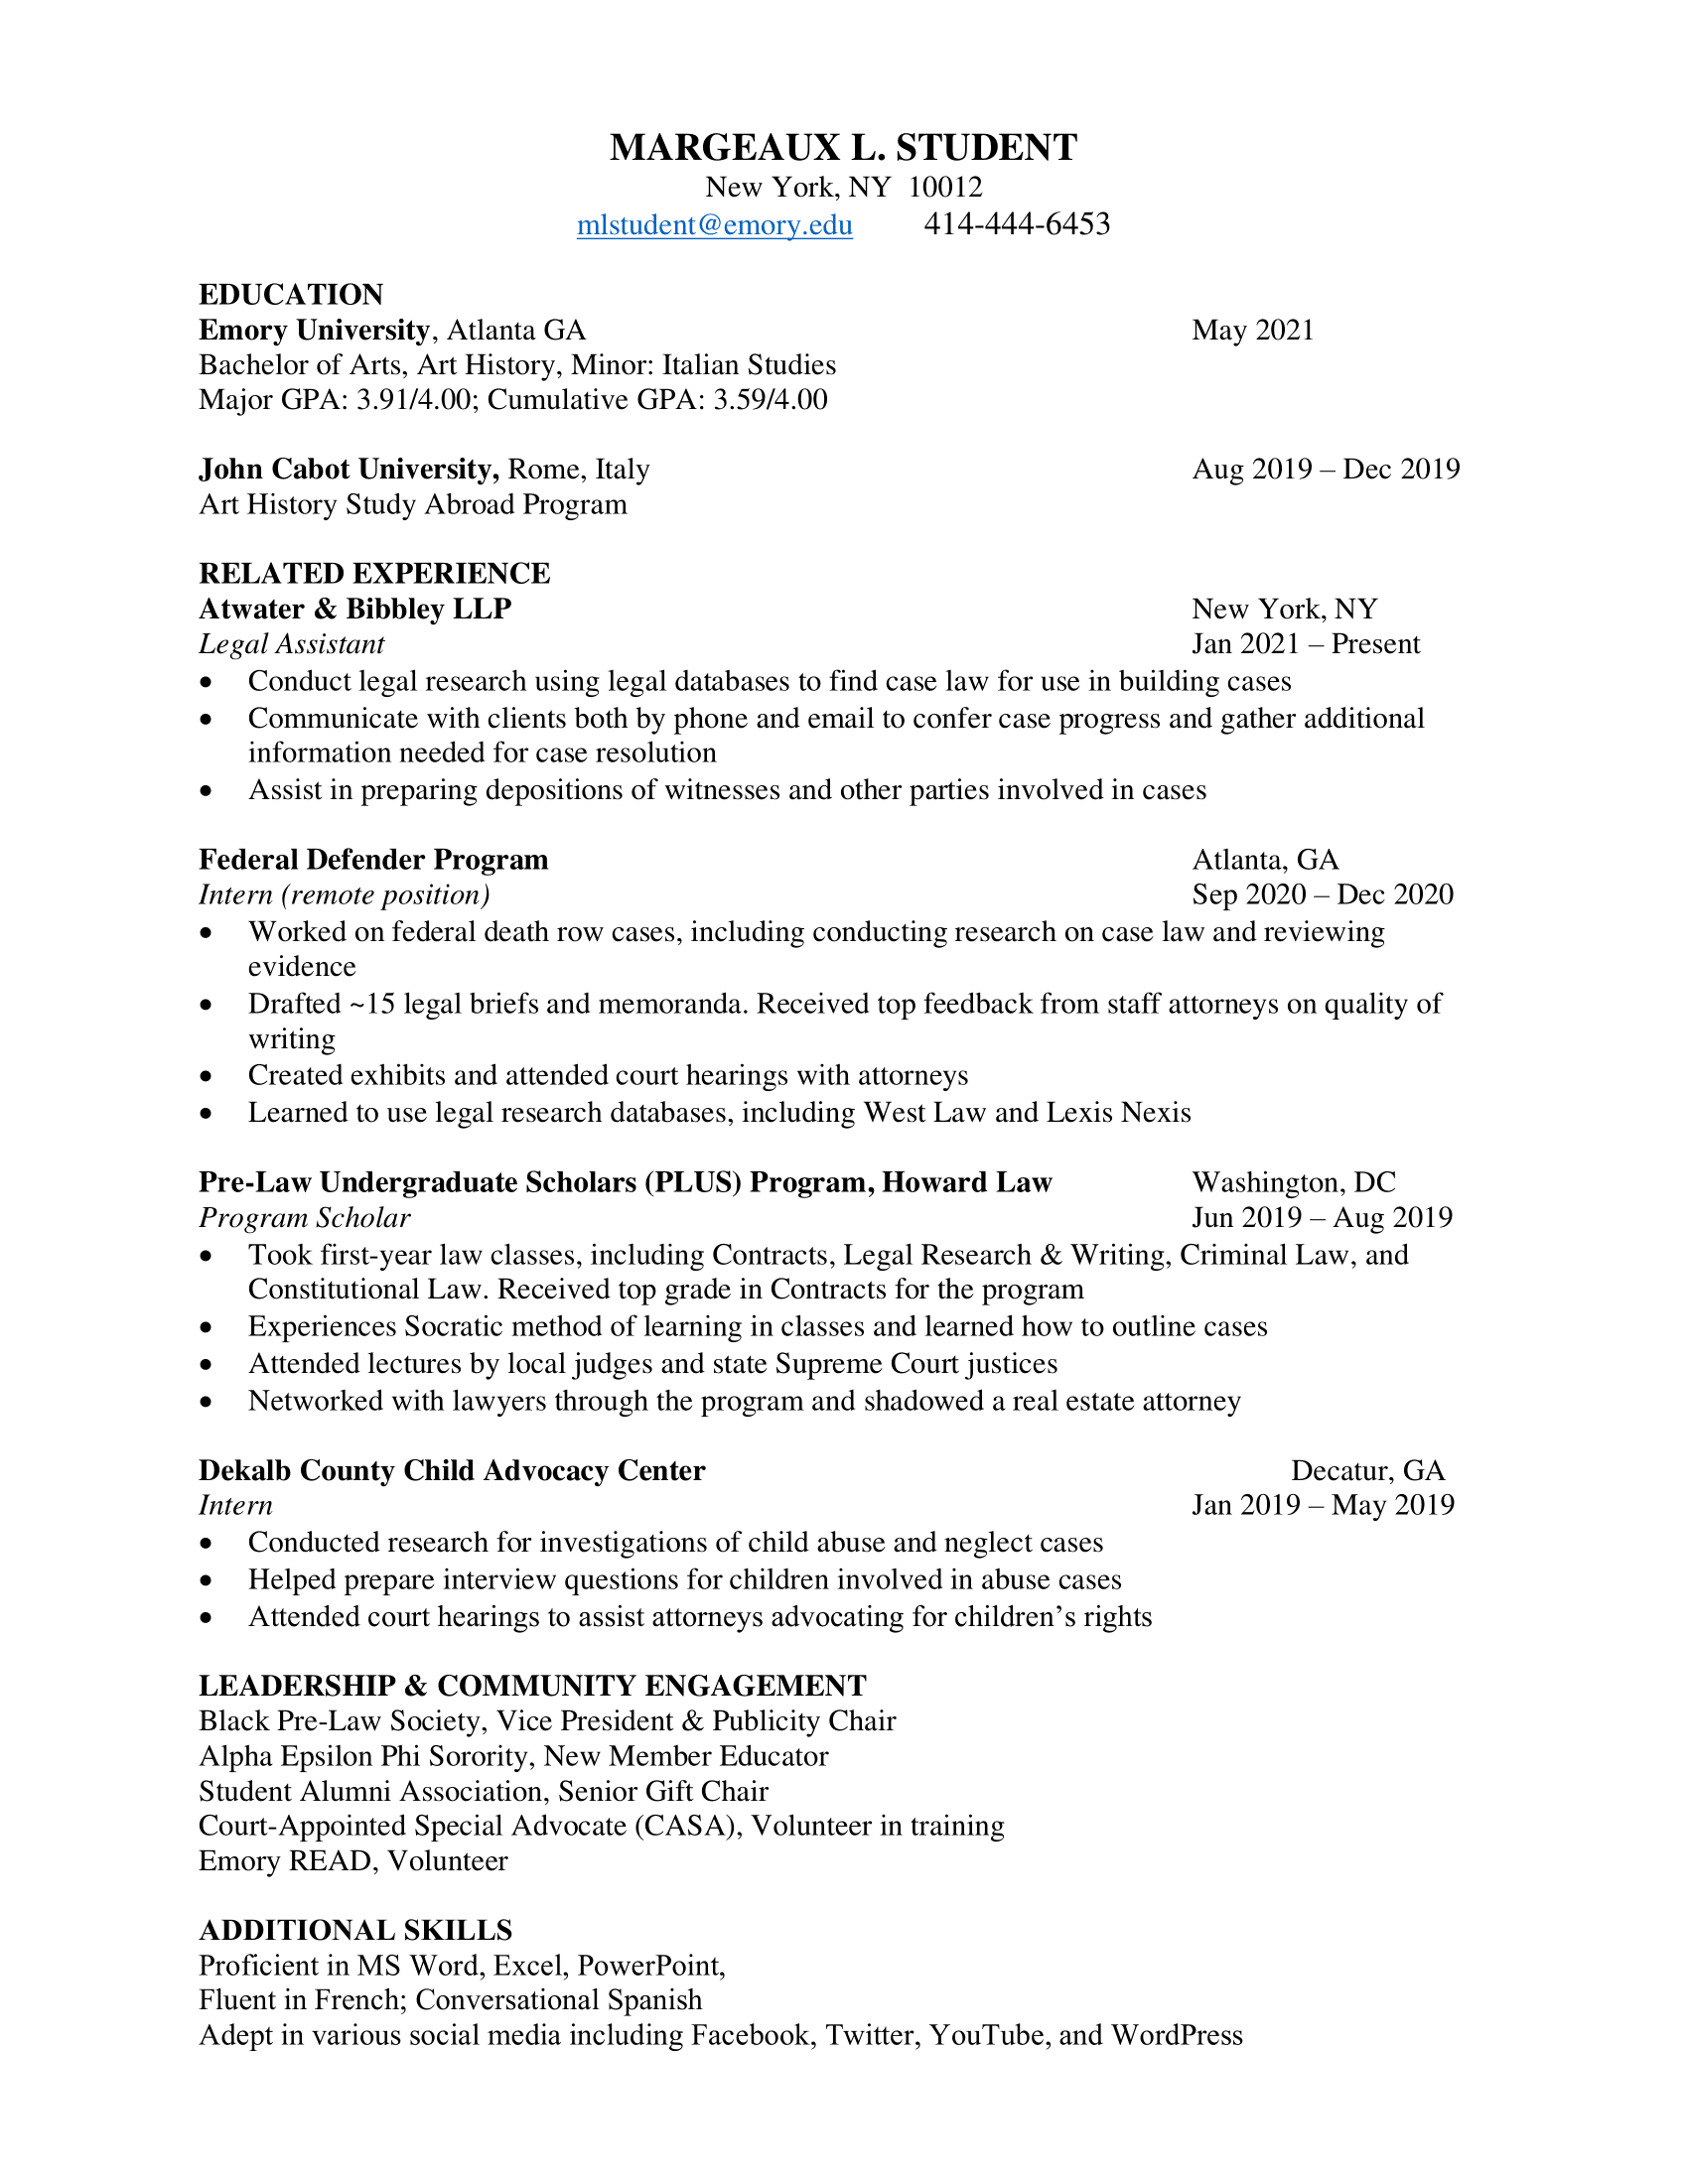 MARGEAUX L. STUDENT
New York, NY  10012
mlstudent@emory.edu 414-444-6453
EDUCATION
Emory University, Atlanta GA May 2021
Bachelor of Arts, Art History, Minor: Italian Studies
Major GPA: 3.91/4.00; Cumulative GPA: 3.59/4.00
John Cabot University, Rome, Italy Aug 2019 – Dec 2019
Art History Study Abroad Program
RELATED EXPERIENCE
Atwater & Bibbley LLP New York, NY
Legal Assistant Jan 2021 – Present
• Conduct legal research using legal databases to find case law for use in building cases
• Communicate with clients both by phone and email to confer case progress and gather additional
information needed for case resolution
• Assist in preparing depositions of witnesses and other parties involved in cases
Federal Defender Program Atlanta, GA
Intern (remote position) Sep 2020 – Dec 2020
• Worked on federal death row cases, including conducting research on case law and reviewing
evidence
• Drafted ~15 legal briefs and memoranda. Received top feedback from staff attorneys on quality of
writing
• Created exhibits and attended court hearings with attorneys
• Learned to use legal research databases, including West Law and Lexis Nexis
Pre-Law Undergraduate Scholars (PLUS) Program, Howard Law Washington, DC
Program Scholar Jun 2019 – Aug 2019
• Took first-year law classes, including Contracts, Legal Research & Writing, Criminal Law, and
Constitutional Law. Received top grade in Contracts for the program
• Experiences Socratic method of learning in classes and learned how to outline cases
• Attended lectures by local judges and state Supreme Court justices
• Networked with lawyers through the program and shadowed a real estate attorney
Dekalb County Child Advocacy Center Decatur, GA
Intern Jan 2019 – May 2019
• Conducted research for investigations of child abuse and neglect cases
• Helped prepare interview questions for children involved in abuse cases
• Attended court hearings to assist attorneys advocating for children’s rights
LEADERSHIP & COMMUNITY ENGAGEMENT
Black Pre-Law Society, Vice President & Publicity Chair
Alpha Epsilon Phi Sorority, New Member Educator
Student Alumni Association, Senior Gift Chair
Court-Appointed Special Advocate (CASA), Volunteer in training
Emory READ, Volunteer
ADDITIONAL SKILLS
Proficient in MS Word, Excel, PowerPoint,
Fluent in French; Conversational Spanish
Adept in various social media including Facebook, Twitter, YouTube, and WordPress